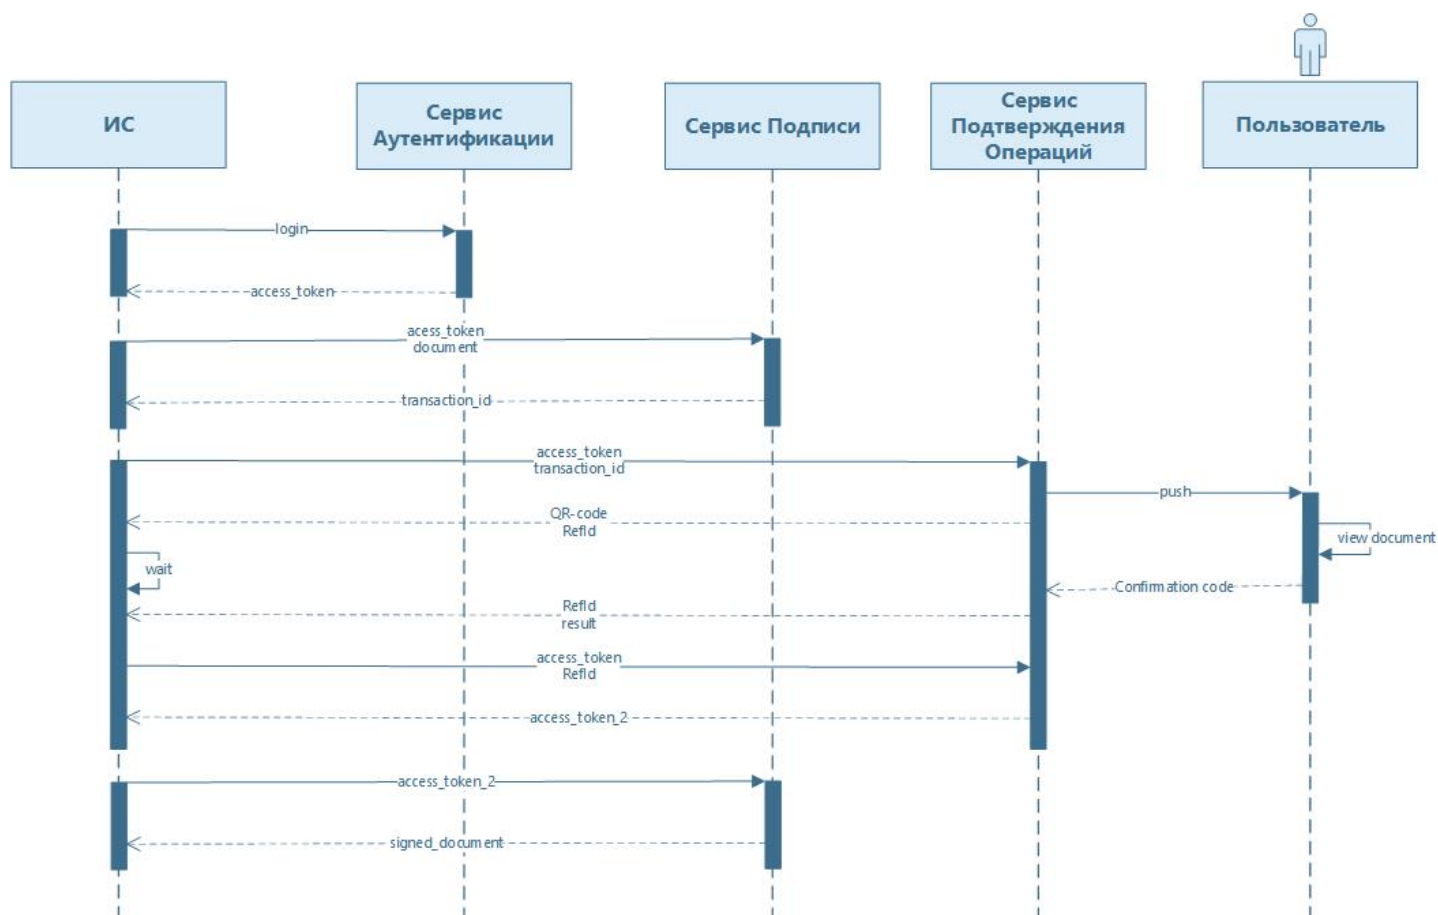 ИС
Сервис
Аутентификации
Сервис Подписи
Сервис
Подтверждения
Операций
Пользователь
login
access_token
acess_token
document
transaction_id
access_token
transaction_id
push
QR-code
RefId
view document
wait
Confirmation code
RefId
result
access_token
RefId
access_token_2
access_token_2
signed_document